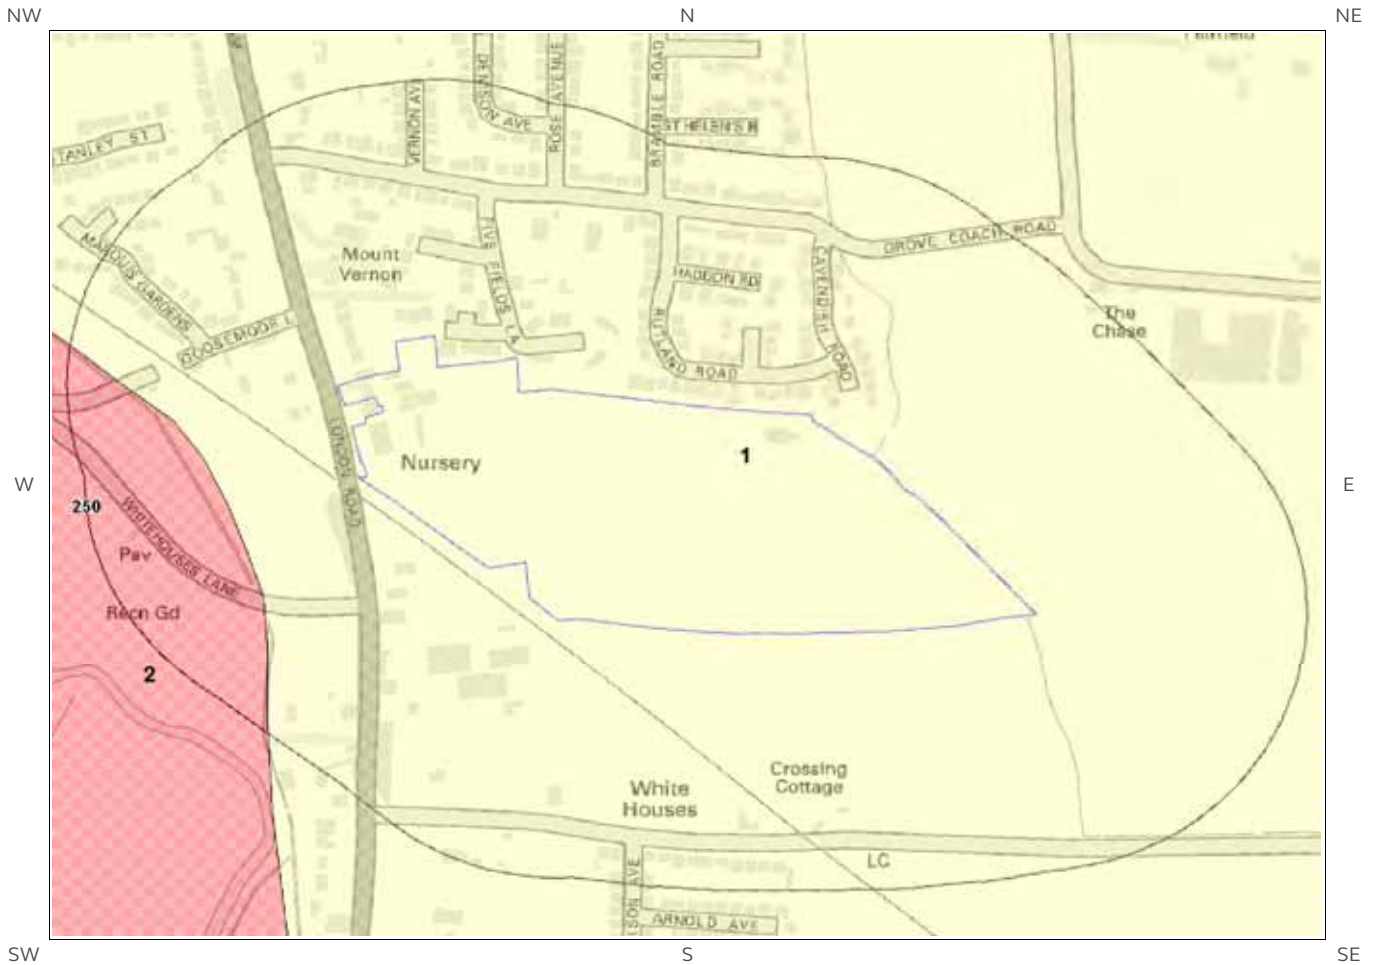 NW
N
NE
W
E
SW
S
SE
STANLEY ST
VERNON AVE
AVE
ROSE AVENUE
BRAMBLE ROAD
ST HELEN'S R
MARQUIS GARDENS
GOOSEMOOR L
Mount
Vernon
FIVE FIELDS LA
HADDON RD
RUTLAND ROAD
CAVENDISH ROAD
GROVE COACH ROAD
The
Chase
LONDON ROAD
Nursery
1
250
WHITEHOUSES LANE
Pav
Recn Gd
2
White
Houses
Crossing
Cottage
LC
SON AVE
ARNOLD AVE